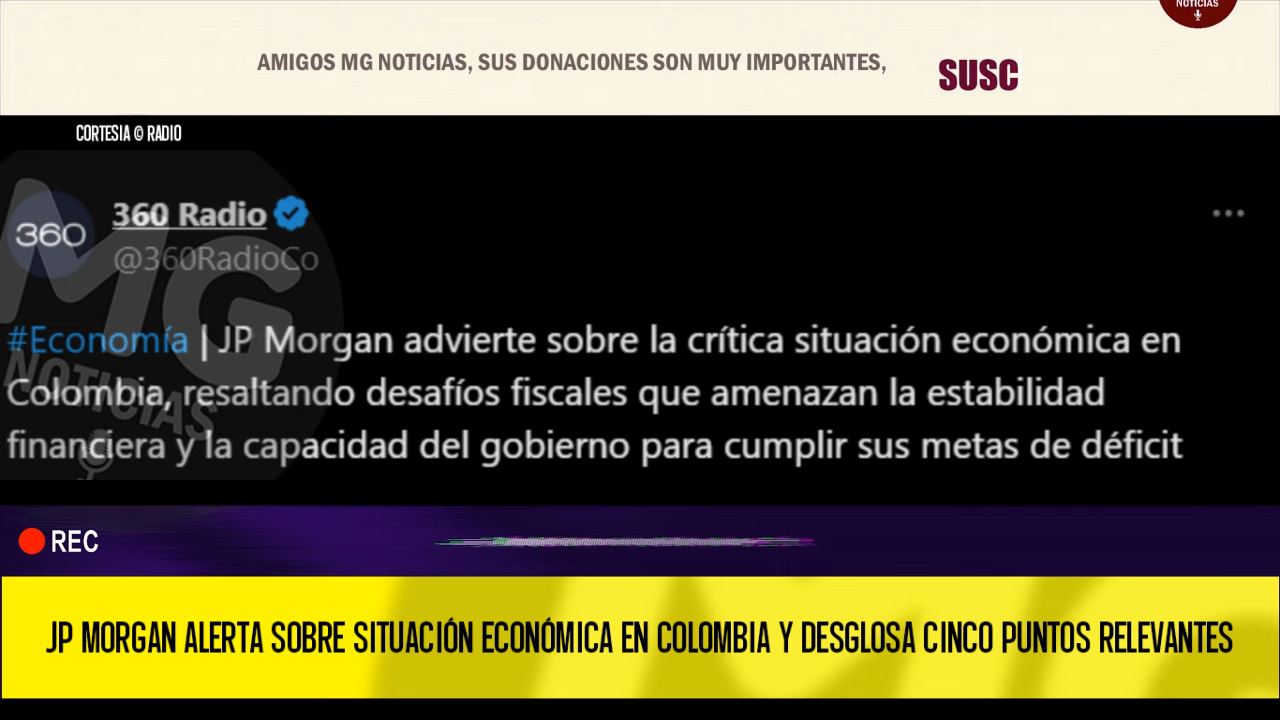 NOTICIAS
AMIGOS MG NOTICIAS, SUS DONACIONES SON MUY IMPORTANTES,
SUSC
CORTESIA © RADIO
360
360 Radio
@360RadioCo
MG
NOTICIAS
#Economía | JP Morgan advierte sobre la crítica situación económica en
Colombia, resaltando desafíos fiscales que amenazan la estabilidad
financiera y la capacidad del gobierno para cumplir sus metas de déficit
REC
JP MORGAN ALERTA SOBRE SITUACIÓN ECONÓMICA EN COLOMBIA Y DESGLOSA CINCO PUNTOS RELEVANTES